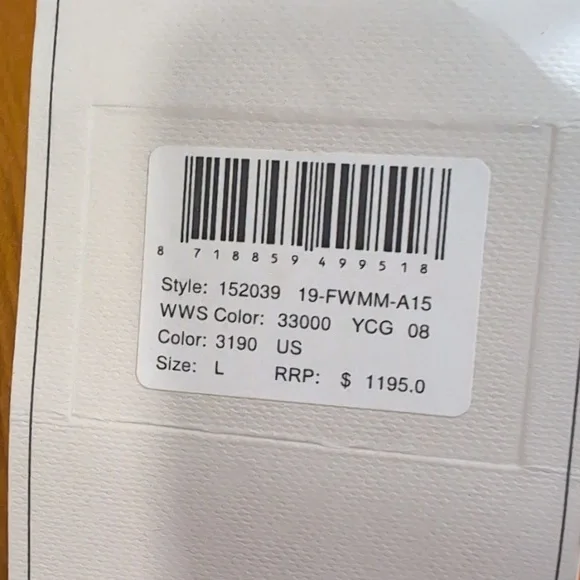 8 718859 499518
Style: 152039 19-FWMM-A15
WWS Color: 33000 YCG 08
Color: 3190 US
Size: L RRP: $ 1195.0